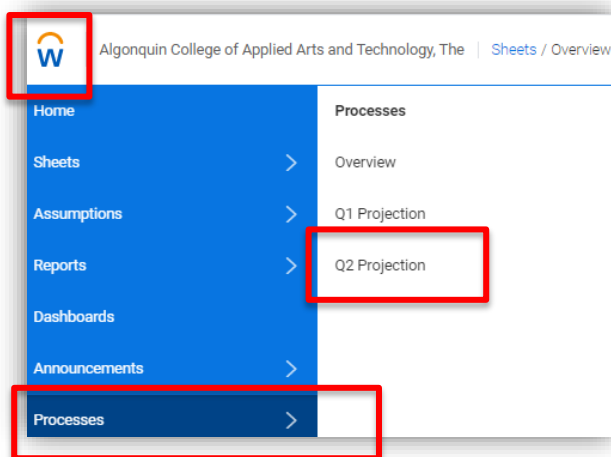 W Algonquin College of Applied Arts and Technology, The Sheets / Overview
Home
Sheets
Assumptions
Reports
Dashboards
Announcements
Processes
Processes
Overview
Q1 Projection
Q2 Projection